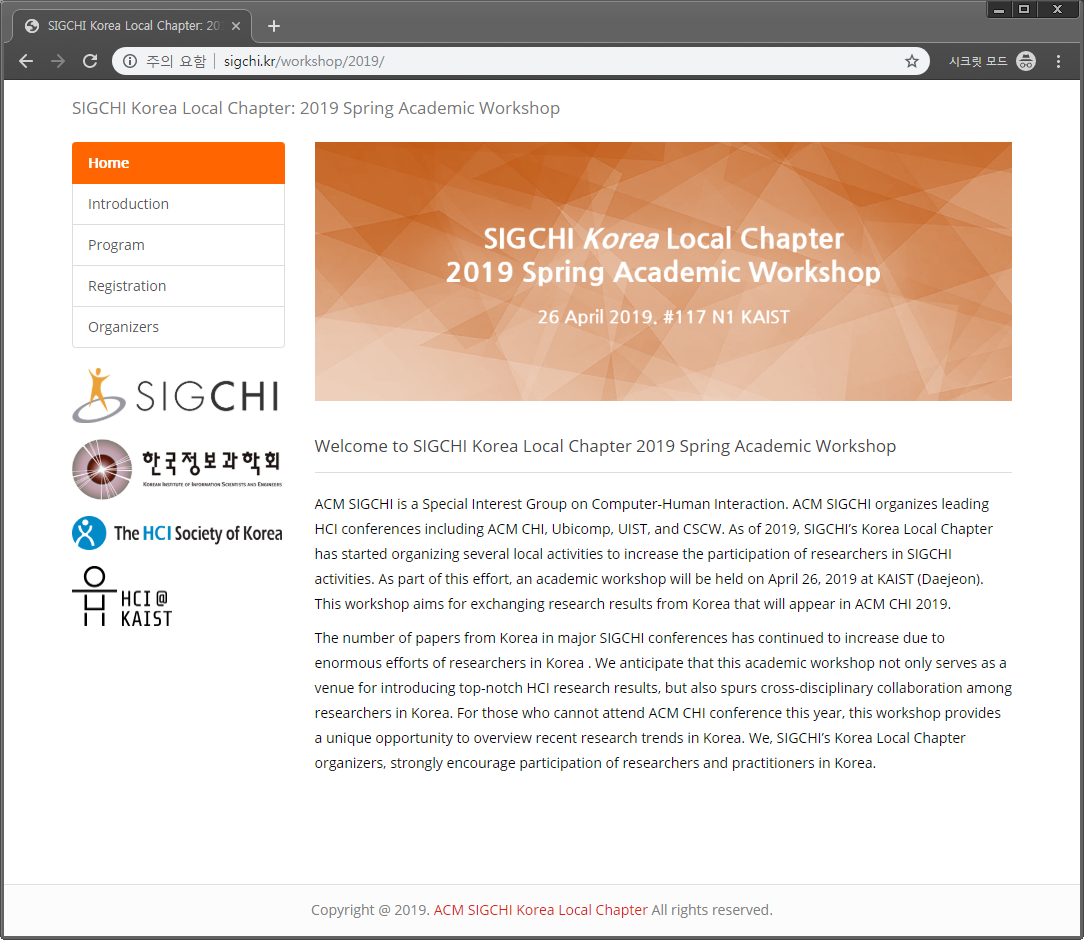 SIGCHI Korea Local Chapter: 20
주의 요함
sigchi.kr/workshop/2019/
시크릿 모드
SIGCHI Korea Local Chapter: 2019 Spring Academic Workshop
Home
Introduction
Program
Registration
Organizers
SIGCHI
한국정보과학회
KOREAN INSTITUTE OF INFORMATION SCIENTISTS AND ENGINEERS
The HCI Society of Korea
HCI@
KAIST
SIGCHI Korea Local Chapter
2019 Spring Academic Workshop
26 April 2019. #117 N1 KAIST
Welcome to SIGCHI Korea Local Chapter 2019 Spring Academic Workshop
ACM SIGCHI is a Special Interest Group on Computer-Human Interaction. ACM SIGCHI organizes leading
HCI conferences including ACM CHI, Ubicomp, UIST, and CSCW. As of 2019, SIGCHI's Korea Local Chapter
has started organizing several local activities to increase the participation of researchers in SIGCHI
activities. As part of this effort, an academic workshop will be held on April 26, 2019 at KAIST (Daejeon).
This workshop aims for exchanging research results from Korea that will appear in ACM CHI 2019.
The number of papers from Korea in major SIGCHI conferences has continued to increase due to
enormous efforts of researchers in Korea . We anticipate that this academic workshop not only serves as a
venue for introducing top-notch HCI research results, but also spurs cross-disciplinary collaboration among
researchers in Korea. For those who cannot attend ACM CHI conference this year, this workshop provides
a unique opportunity to overview recent research trends in Korea. We, SIGCHI's Korea Local Chapter
organizers, strongly encourage participation of researchers and practitioners in Korea.
Copyright @ 2019. ACM SIGCHI Korea Local Chapter All rights reserved.